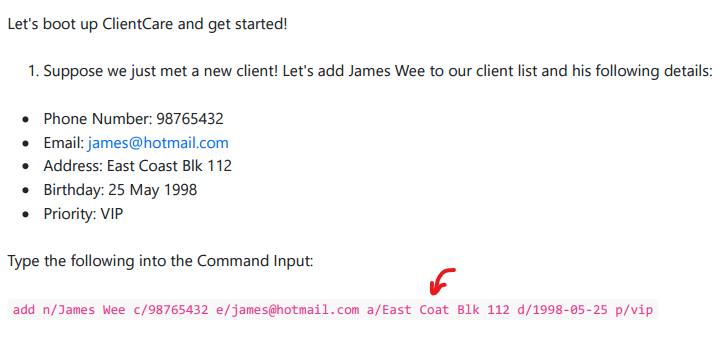 Let's boot up ClientCare and get started!
1. Suppose we just met a new client! Let's add James Wee to our client list and his following details:
• Phone Number: 98765432
• Email: james@hotmail.com
• Address: East Coast Blk 112
• Birthday: 25 May 1998
• Priority: VIP
Type the following into the Command Input:
add n/James Wee c/98765432 e/james@hotmail.com a/East Coat Blk 112 d/1998-05-25 p/vip